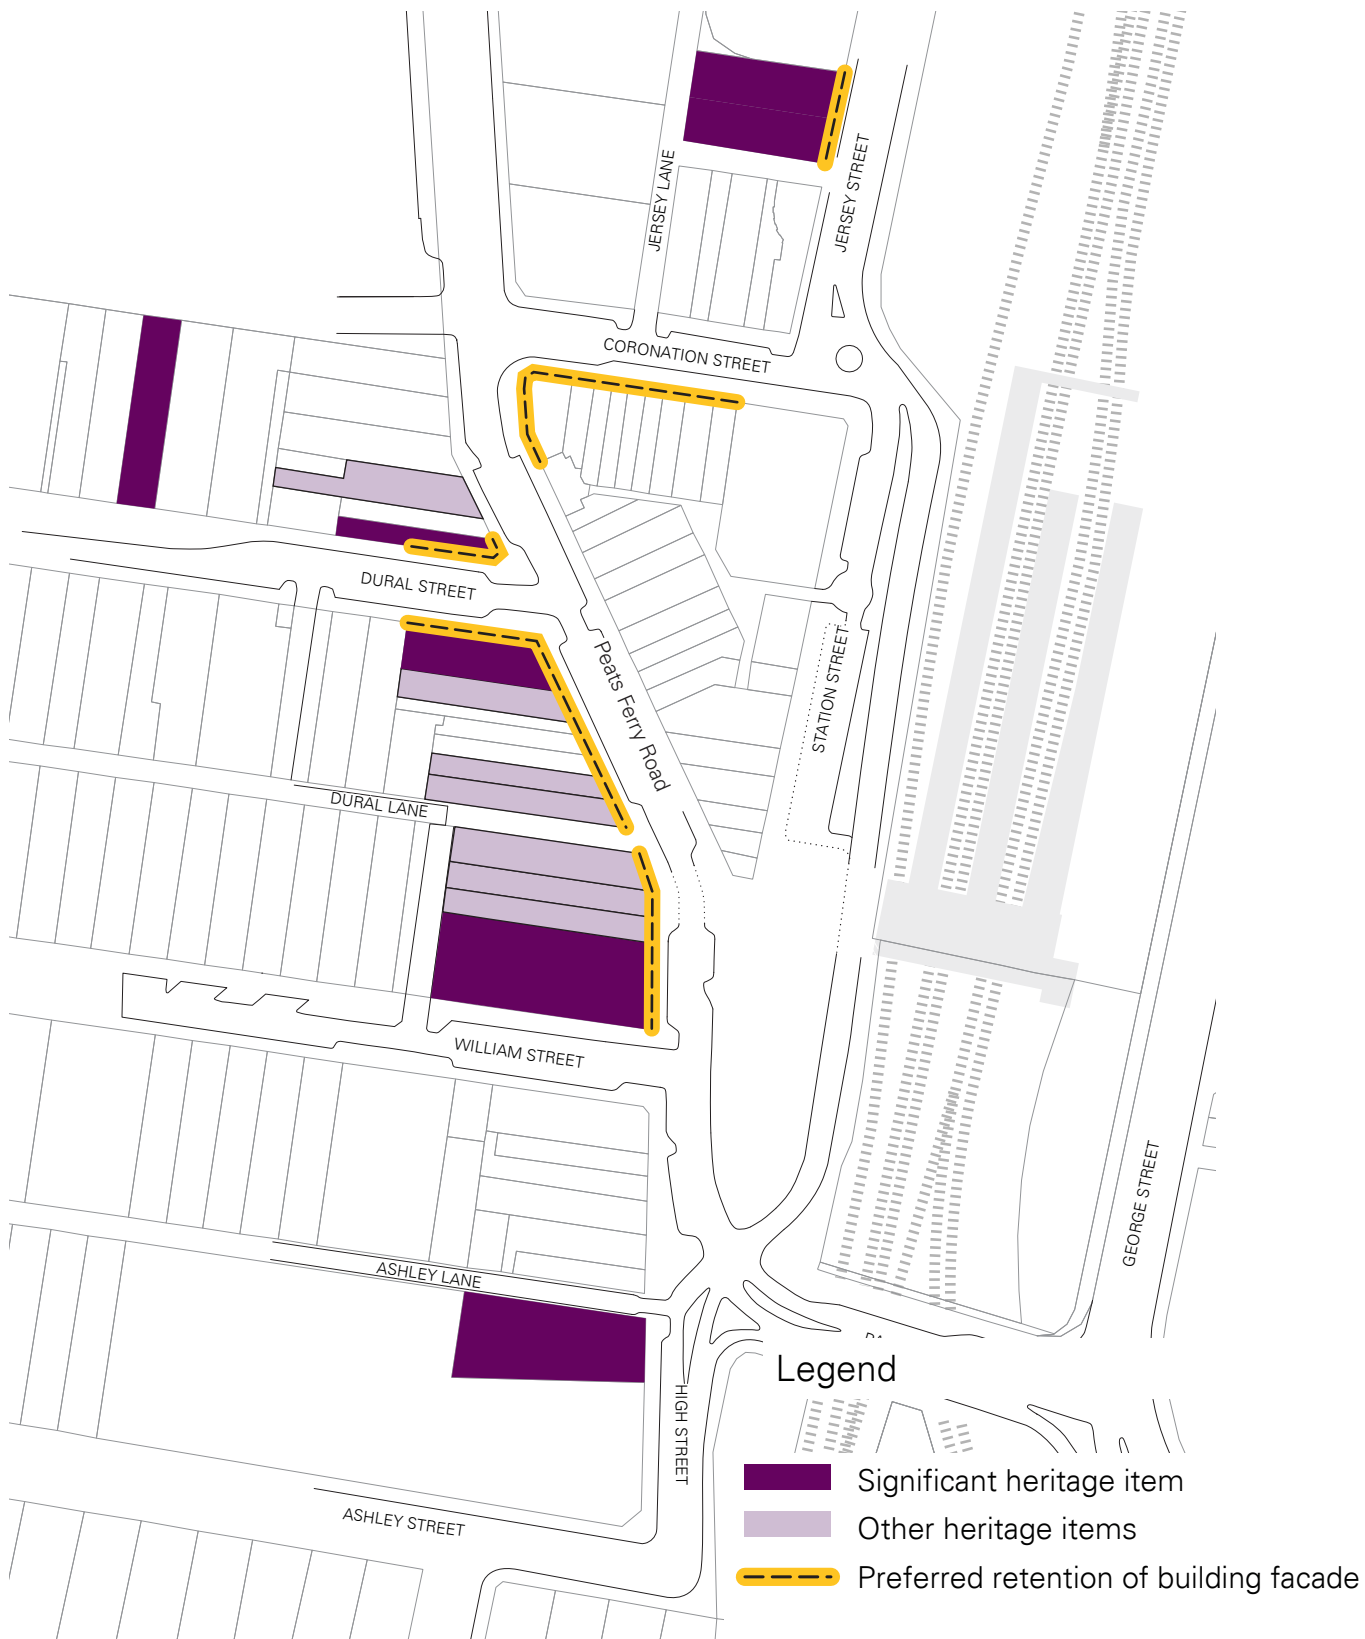 JERSEY LANE
JERSEY STREET
CORONATION STREET
DURAL STREET
Peats Ferry Road
STATION STREET
DURAL LANE
WILLIAM STREET
GEORGE STREET
ASHLEY LANE
HIGH STREET
ASHLEY STREET
Legend
Significant heritage item
Other heritage items
Preferred retention of building facade